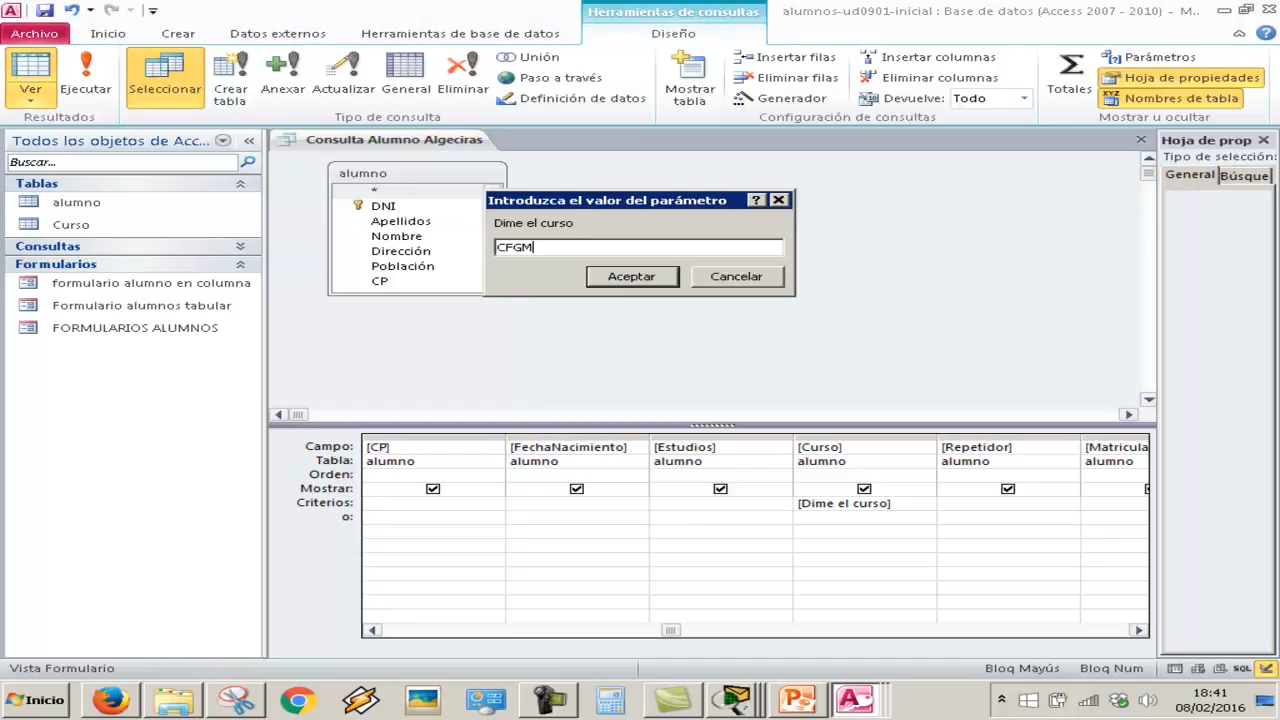 Herramientas de consultas
alumnos-ud0901-inicial : Base de datos (Access 2007 - 2010) - M...
Archivo Inicio Crear Datos externos Herramientas de base de datos Diseño
Ver
Ejecutar
Seleccionar
Crear tabla
Anexar
Actualizar
General
Eliminar
Unión
Paso a través
Definición de datos
Mostrar tabla
Insertar filas
Eliminar filas
Generador
Insertar columnas
Eliminar columnas
Devuelve: Todo
Totales
Parámetros
Hoja de propiedades
Nombres de tabla
Resultados
Tipo de consulta
Configuración de consultas
Mostrar u ocultar
Todos los objetos de Acc...
Buscar...
Tablas
alumno
Curso
Consultas
Formularios
formulario alumno en columna
Formulario alumnos tabular
FORMULARIOS ALUMNOS
Consulta Alumno Algeciras
alumno
*
DNI
Apellidos
Nombre
Dirección
Población
CP
Introduzca el valor del parámetro
Dime el curso
CFGM
Aceptar Cancelar
Hoja de prop
Tipo de selección:
General Búsque
Campo: [CP] [FechaNacimiento] [Estudios] [Curso] [Repetidor] [Matricula
Tabla: alumno alumno alumno alumno alumno alumno
Orden:
Mostrar:
Criterios: [Dime el curso]
o:
Vista Formulario
Bloq Mayús Bloq Num
SQL
Inicio
18:41
08/02/2016